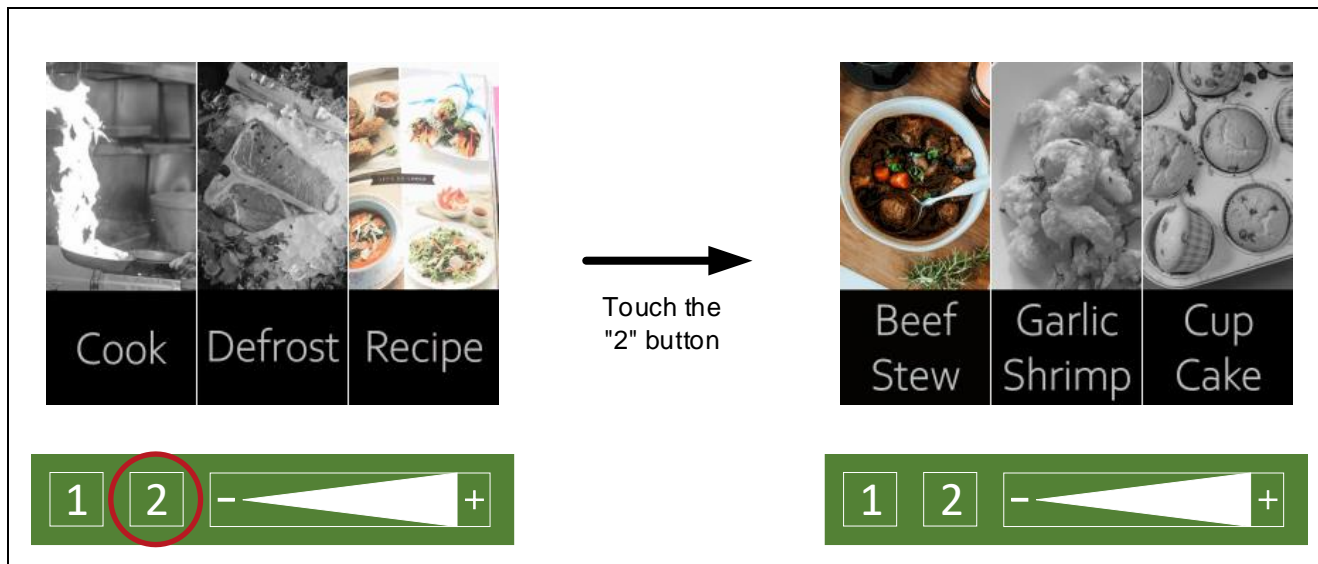 Cook Defrost Recipe
1 2 - +
Touch the
"2" button
Beef Garlic Cup
Stew Shrimp Cake
1 2 - +